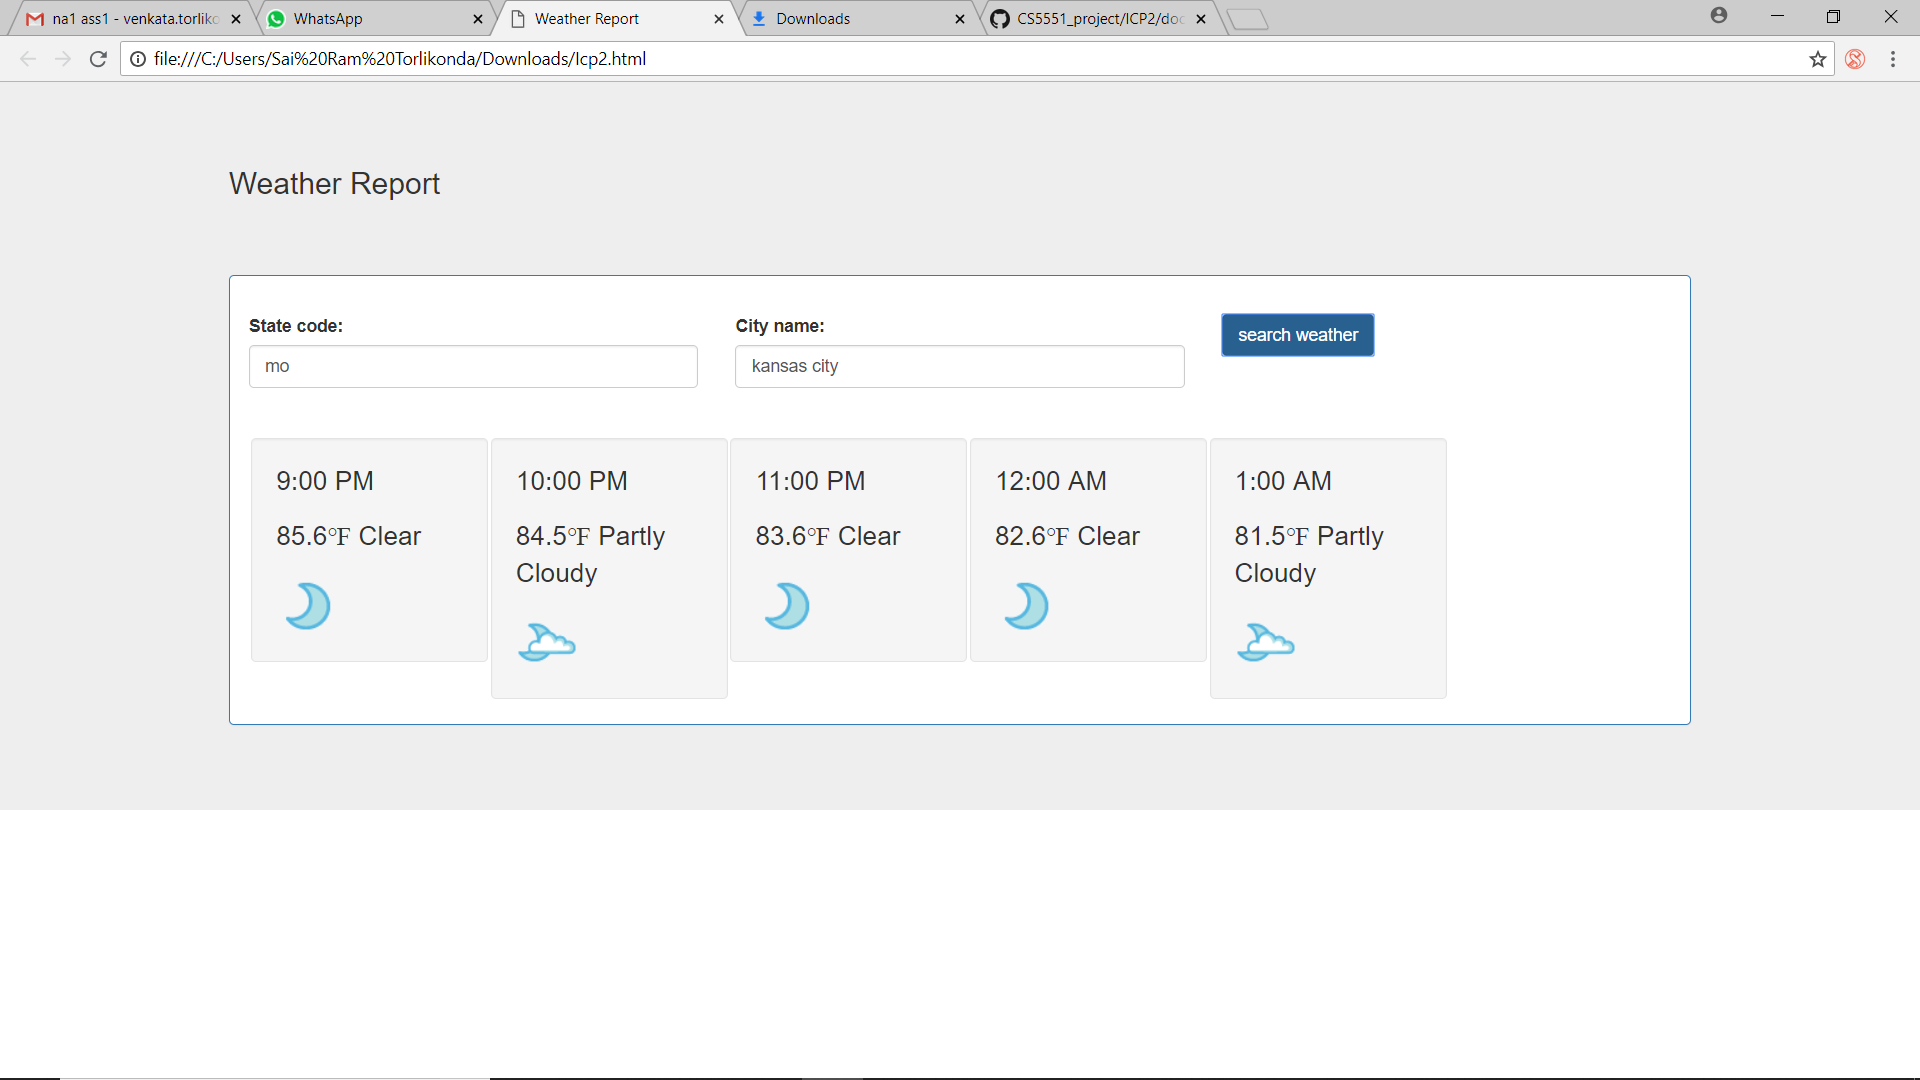 na1 ass1 - venkata.torliko
WhatsApp
Weather Report
Downloads
CS5551_project/ICP2/doc
file:///C:/Users/Sai%20Ram%20Torlikonda/Downloads/Icp2.html
Weather Report
State code:
City name:
search weather
mo
kansas city
9:00 PM
85.6℉ Clear
10:00 PM
84.5℉ Partly
Cloudy
11:00 PM
83.6℉ Clear
12:00 AM
82.6℉ Clear
1:00 AM
81.5℉ Partly
Cloudy